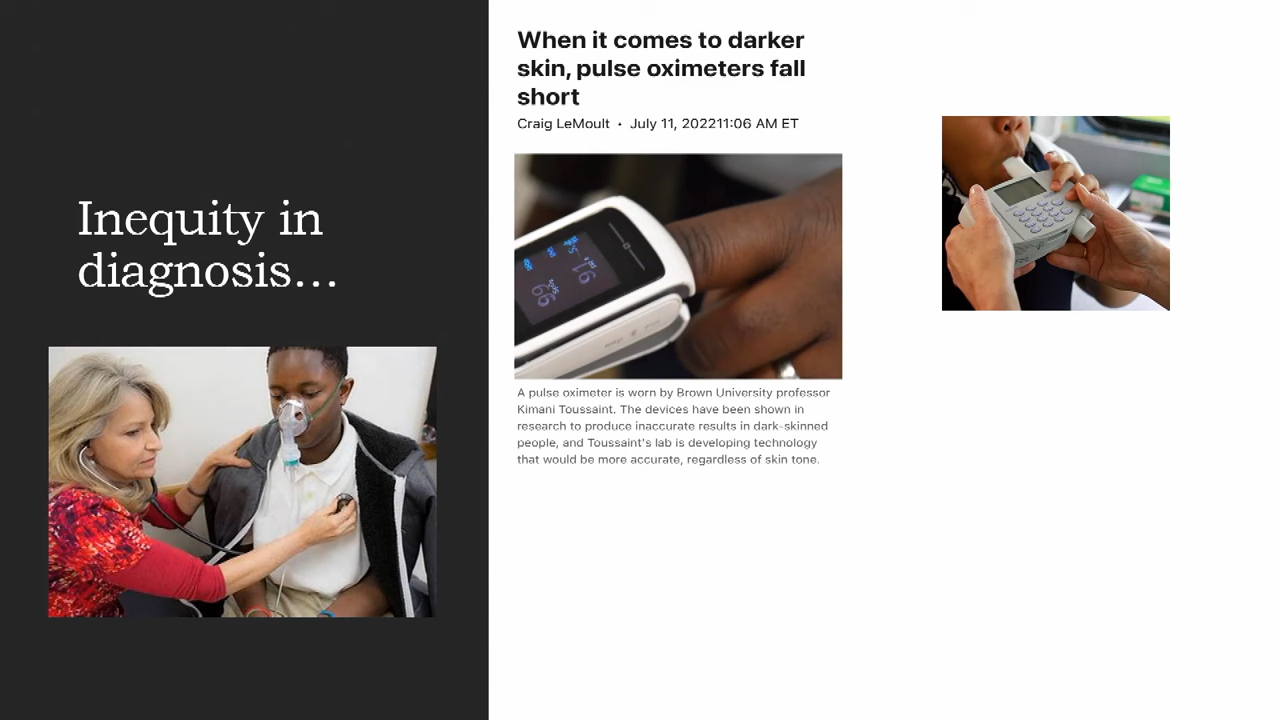 Inequity in
diagnosis...
When it comes to darker
skin, pulse oximeters fall
short
Craig LeMoult • July 11, 202211:06 AM ET
A pulse oximeter is worn by Brown University professor
Kimani Toussaint. The devices have been shown in
research to produce inaccurate results in dark-skinned
people, and Toussaint's lab is developing technology
that would be more accurate, regardless of skin tone.